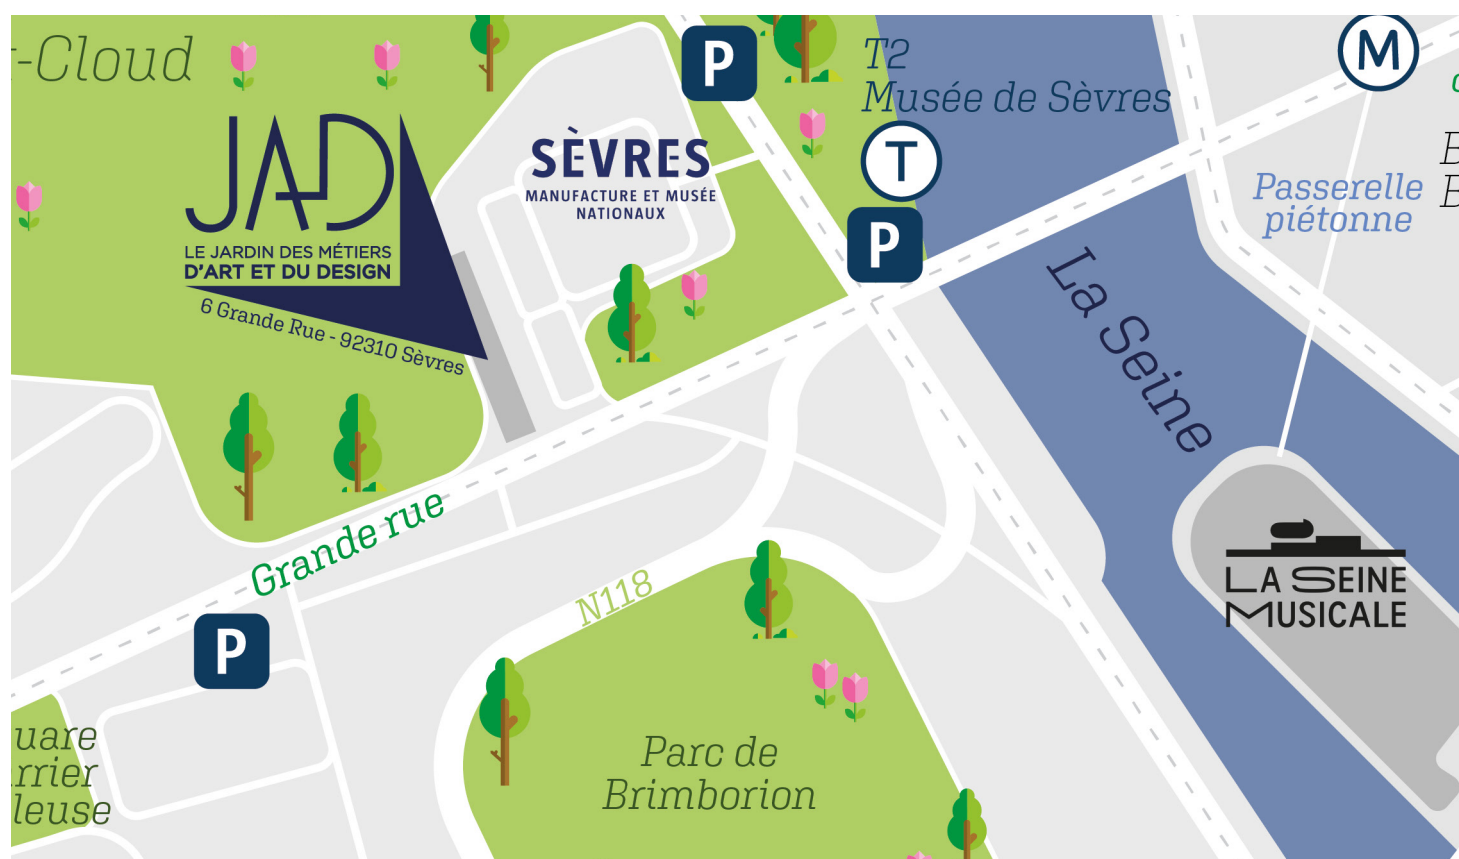 -Cloud
P
T2
Musée de Sèvres
T
P
M
JAD
LE JARDIN DES MÉTIERS
D'ART ET DU DESIGN
6 Grande Rue - 92310 Sèvres
SÈVRES
MANUFACTURE ET MUSÉE
NATIONAUX
Passerelle
piétonne
B
B
La Seine
Grande rue
N118
P
LA SEINE
MUSICALE
Parc de
Brimborion
uare
rrier
leuse